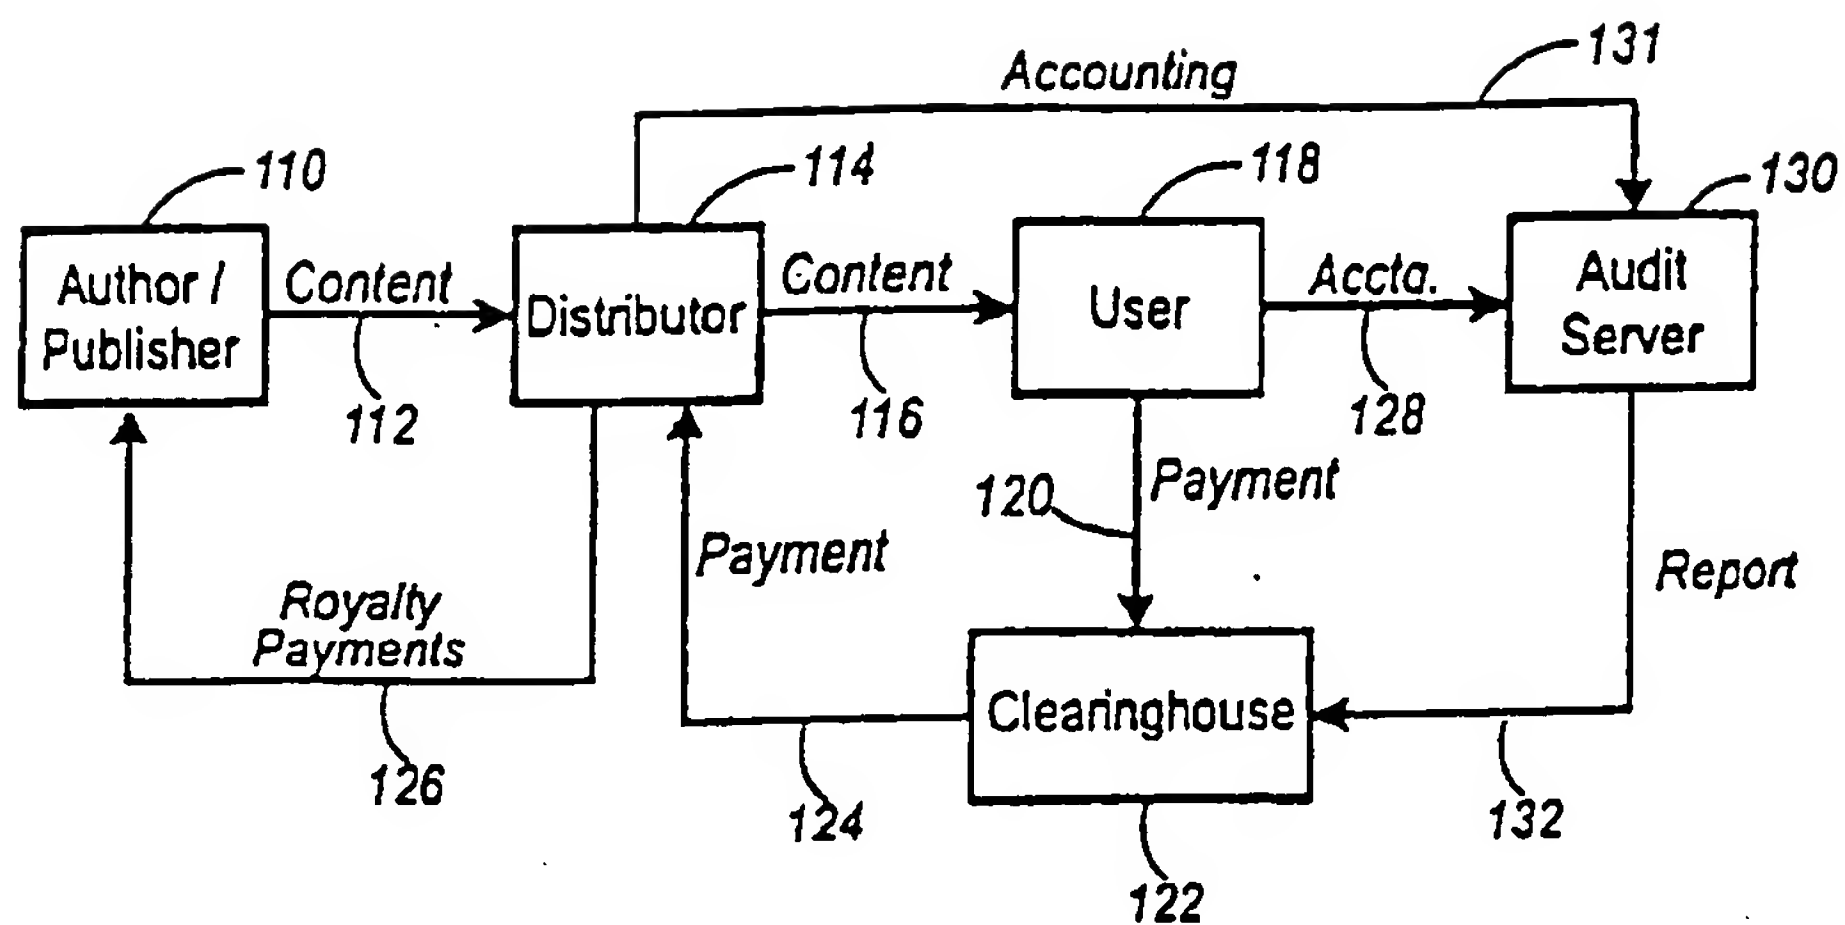 131
Accounting
110
114
118
130
Author /
Publisher
Content
Distributor
Content
User
Accta.
Audit
Server
112
116
128
120
Payment
Payment
Report
Royalty
Payments
Clearinghouse
126
124
132
122